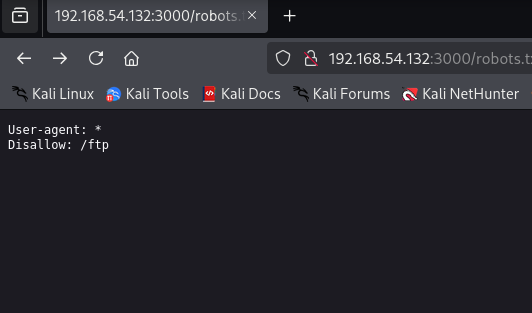 192.168.54.132:3000/robots.
192.168.54.132:3000/robots.t
Kali Linux Kali Tools Kali Docs Kali Forums Kali NetHunter
User-agent: *
Disallow: /ftp